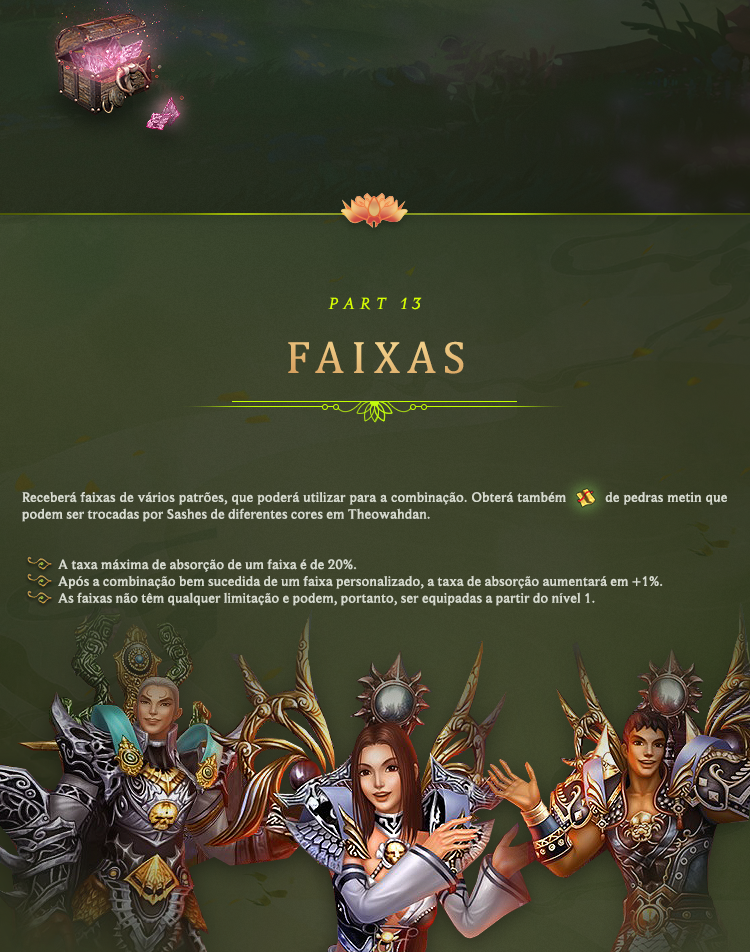 PART 13
FAIXAS
Receberá faixas de vários patrões, que poderá utilizar para a combinação. Obterá também de pedras metin que
podem ser trocadas por Sashes de diferentes cores em Theowahdan.
A taxa máxima de absorção de um faixa é de 20%.
Após a combinação bem sucedida de um faixa personalizado, a taxa de absorção aumentará em +1%.
As faixas não têm qualquer limitação e podem, portanto, ser equipadas a partir do nível 1.